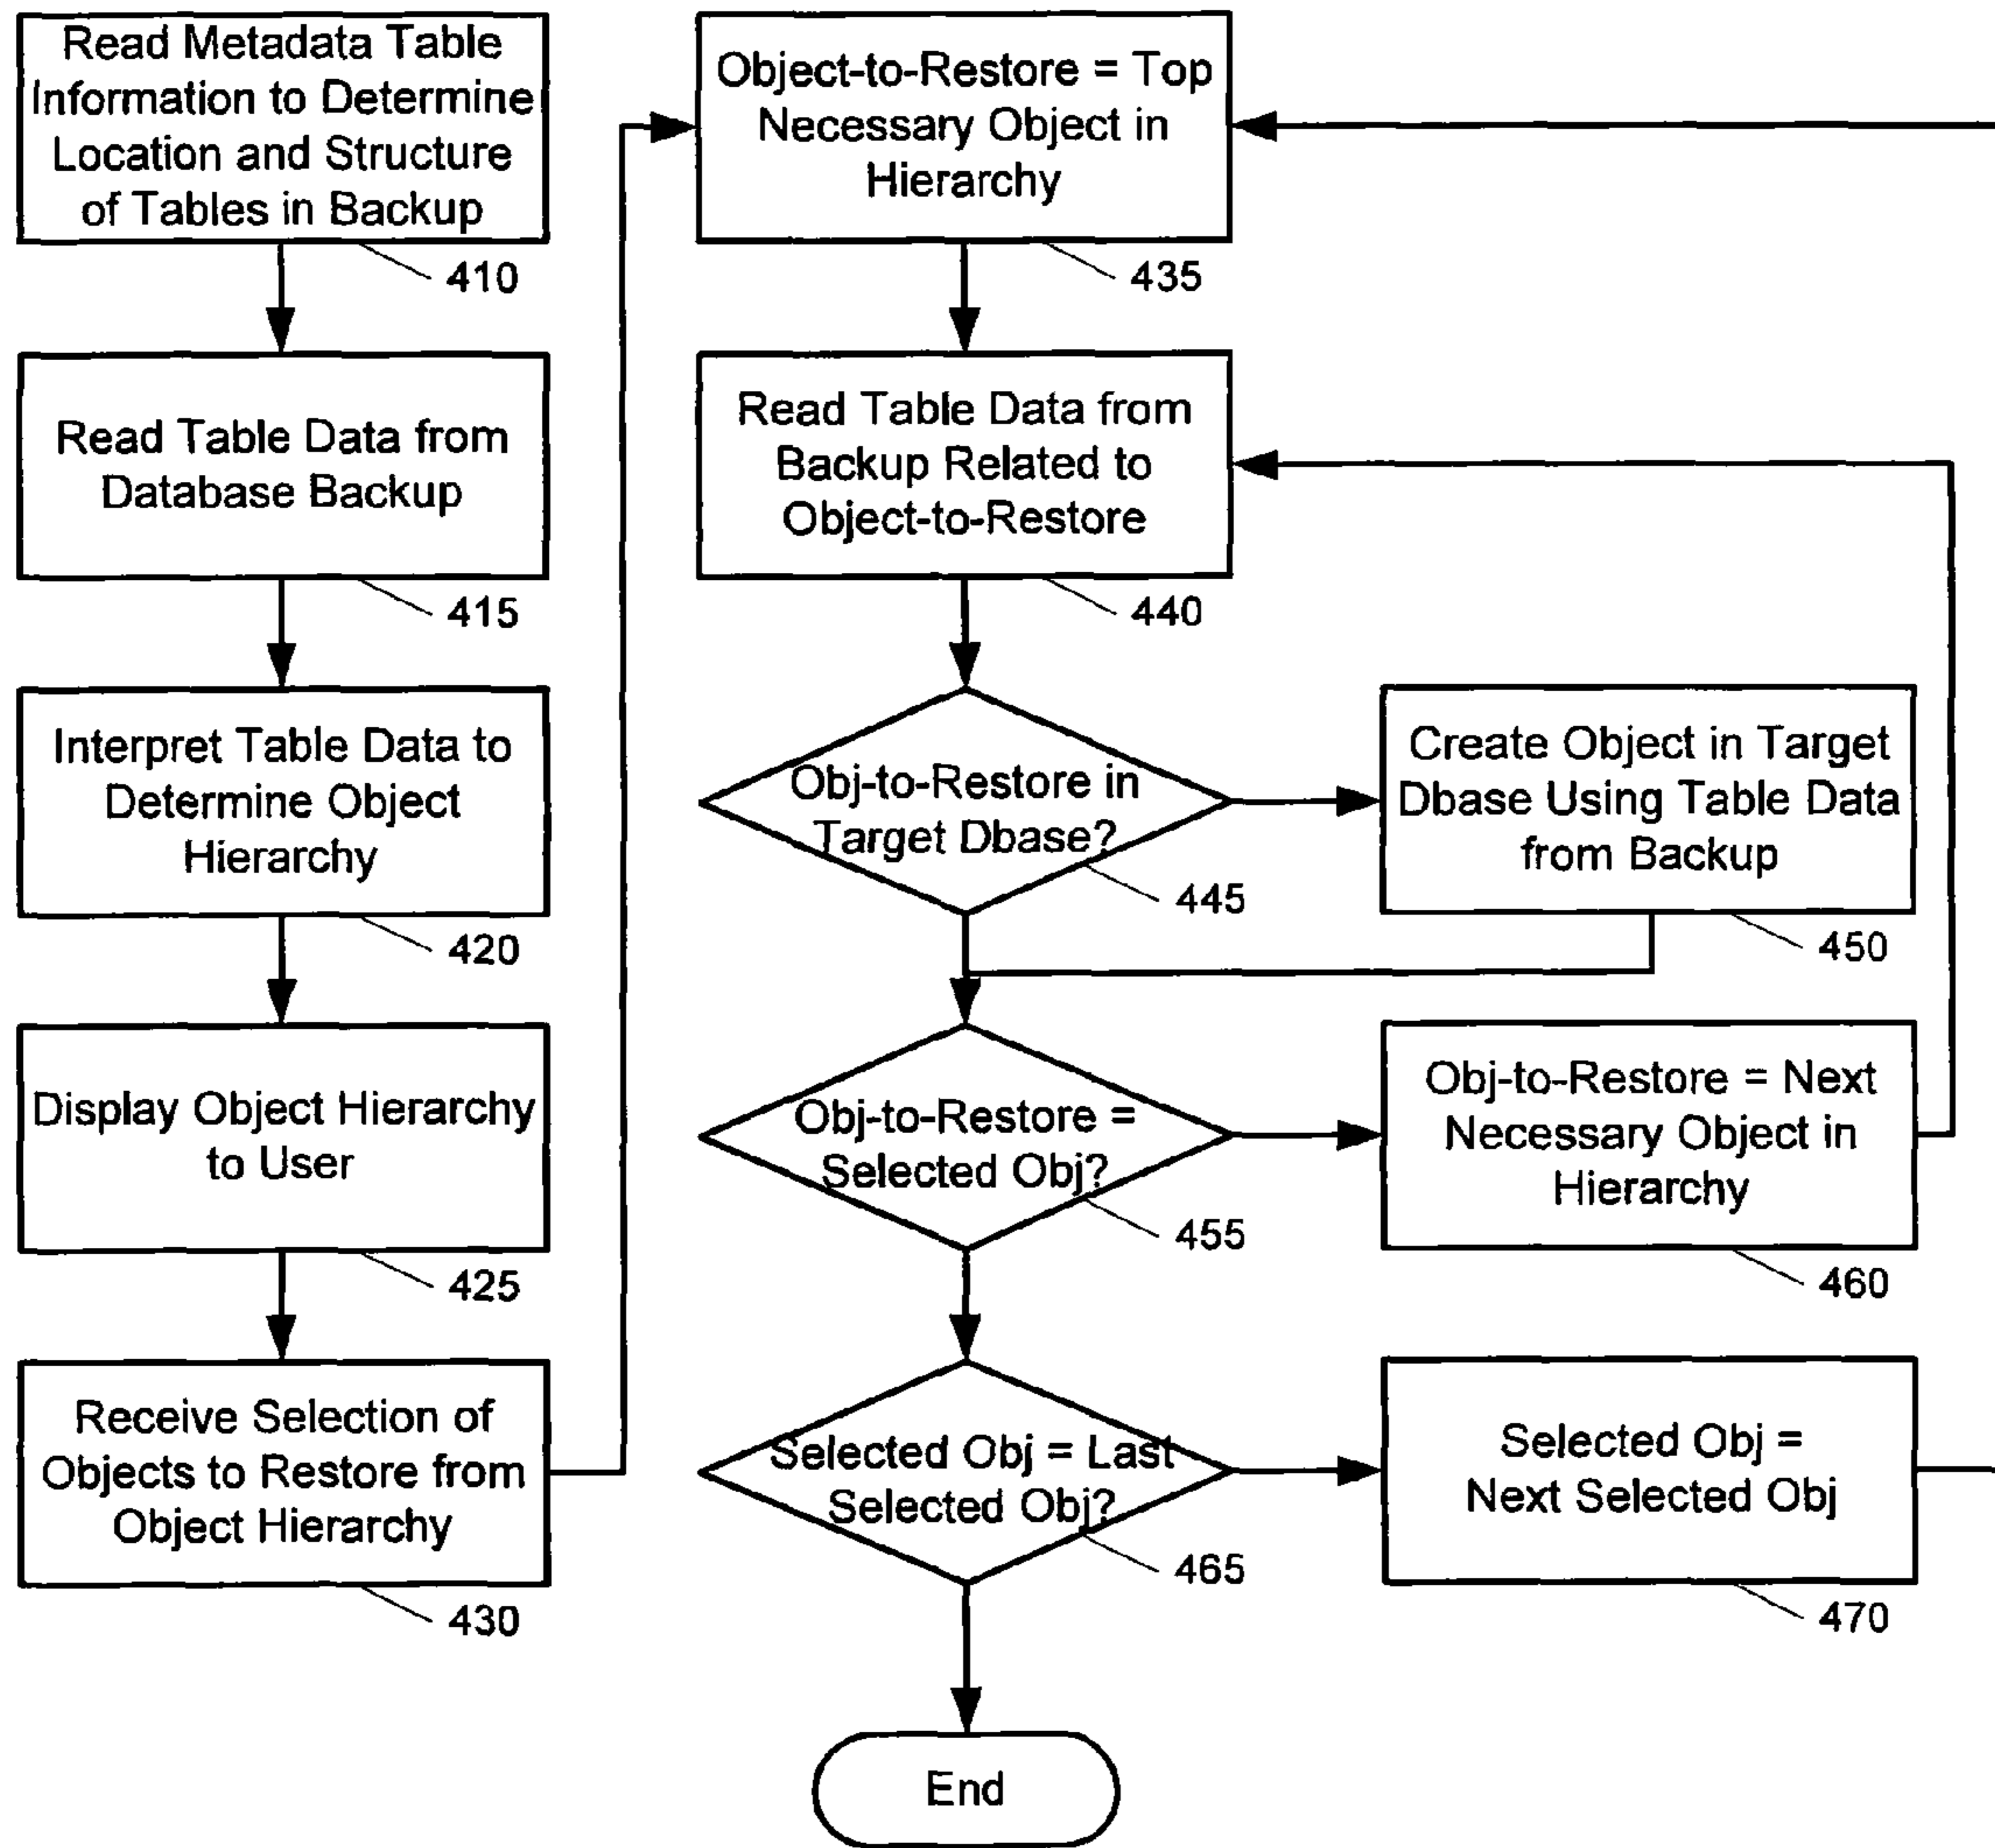 Read Metadata Table
Information to Determine
Location and Structure
of Tables in Backup
410
Read Table Data from
Database Backup
415
Interpret Table Data to
Determine Object
Hierarchy
420
Display Object Hierarchy
to User
425
Receive Selection of
Objects to Restore from
Object Hierarchy
430
Object-to-Restore = Top
Necessary Object in
Hierarchy
435
Read Table Data from
Backup Related to
Object-to-Restore
440
Obj-to-Restore in
Target Dbase?
445
Create Object in Target
Dbase Using Table Data
from Backup
450
Obj-to-Restore =
Selected Obj?
455
Obj-to-Restore = Next
Necessary Object in
Hierarchy
460
Selected Obj = Last
Selected Obj?
465
Selected Obj =
Next Selected Obj
470
End